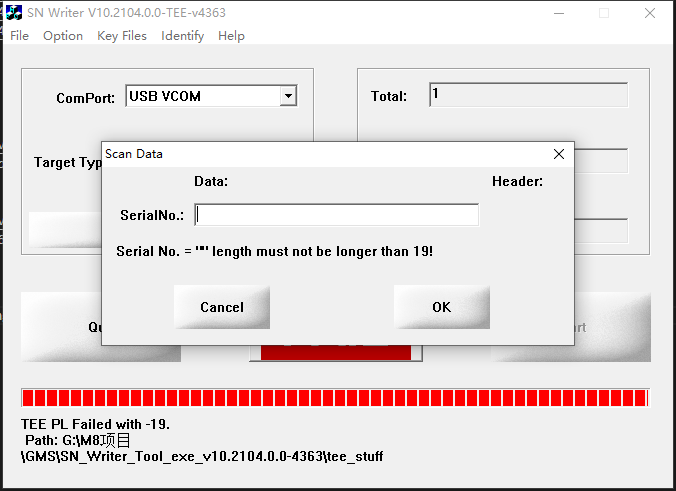 SN Writer V10.2104.0.0-TEE-v4363
File Option Key Files Identify Help
ComPort: USB VCOM
Total: 1
Target Typ
Scan Data
Data: Header:
SerialNo.:
Serial No. = "" length must not be longer than 19!
Cancel OK
Qu
TEE PL Failed with -19.
Path: G:\M8项目
\GMS\SN_Writer_Tool_exe_v10.2104.0.0-4363\tee_stuff